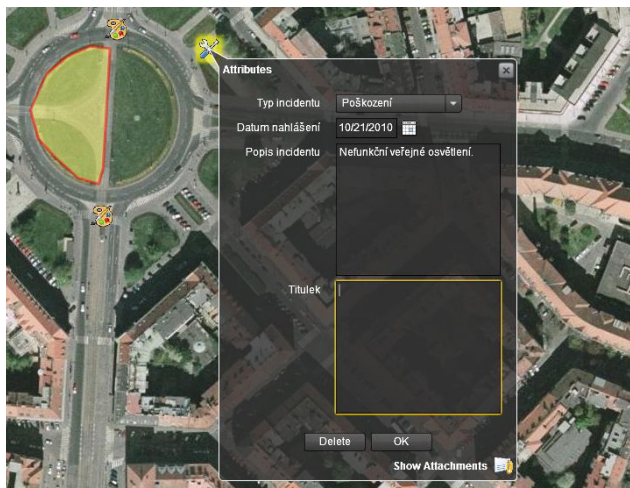 Attributes
Typ incidentu Poškození
Datum nahlášení 10/21/2010
Popis incidentu Nefunkční veřejné osvětlení.
Titulek
Delete OK
Show Attachments